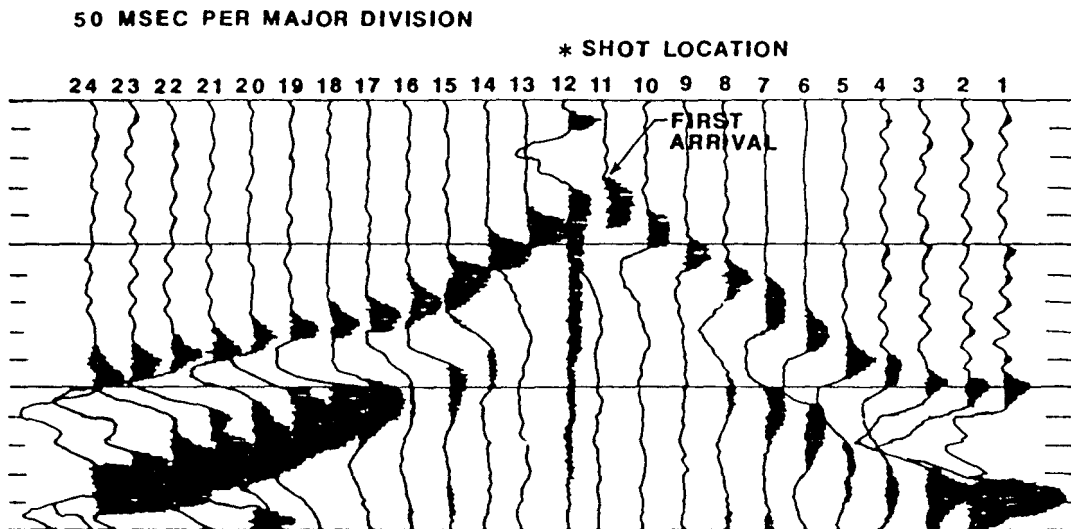 50 MSEC PER MAJOR DIVISION
* SHOT LOCATION
24 23 22 21 20 19 18 17 16 15 14 13 12 11 10 9 8 7 6 5 4 3 2 1
FIRST
ARRIVAL